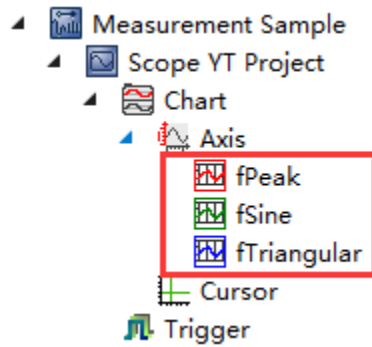 Measurement Sample
Scope YT Project
Chart
Axis
fPeak
fSine
fTriangular
Cursor
Trigger